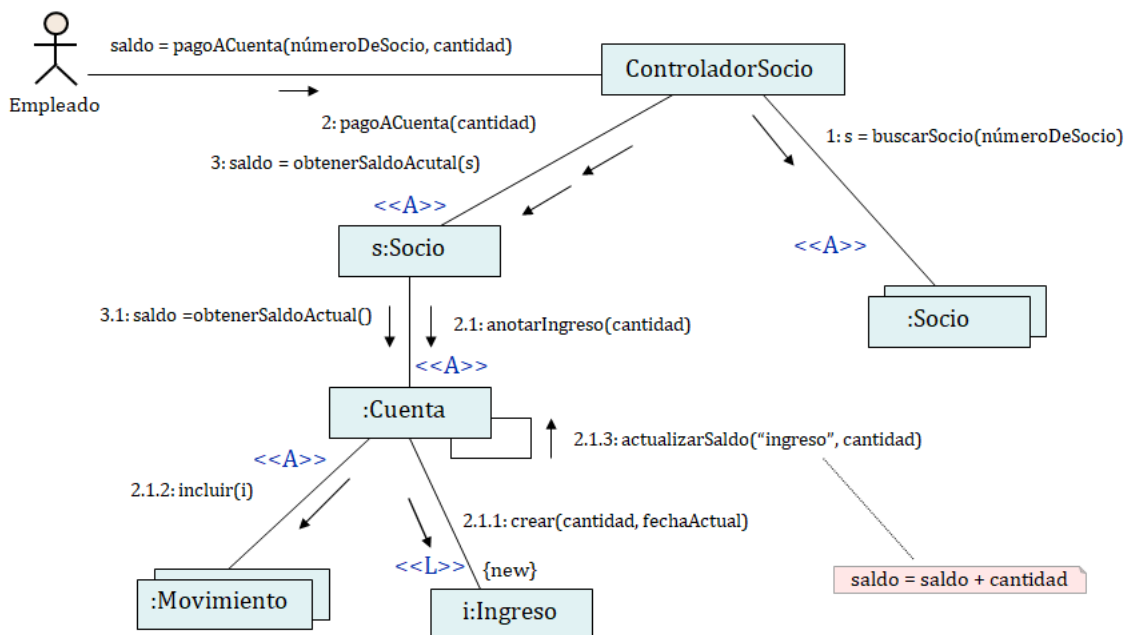 saldo = pagoACuenta(númeroDeSocio, cantidad)
ControladorSocio
Empleado
2: pagoACuenta(cantidad)
1: s = buscarSocio(númeroDeSocio)
3: saldo = obtenerSaldoAcutal(s)
<<A>>
s:Socio
<<A>>
:Socio
3.1: saldo =obtenerSaldoActual()
2.1: anotarIngreso(cantidad)
<<A>>
:Cuenta
2.1.3: actualizarSaldo(“ingreso”, cantidad)
<<A>>
2.1.2: incluir(i)
2.1.1: crear(cantidad, fechaActual)
<<L>>
{new}
saldo = saldo + cantidad
:Movimiento
i:Ingreso